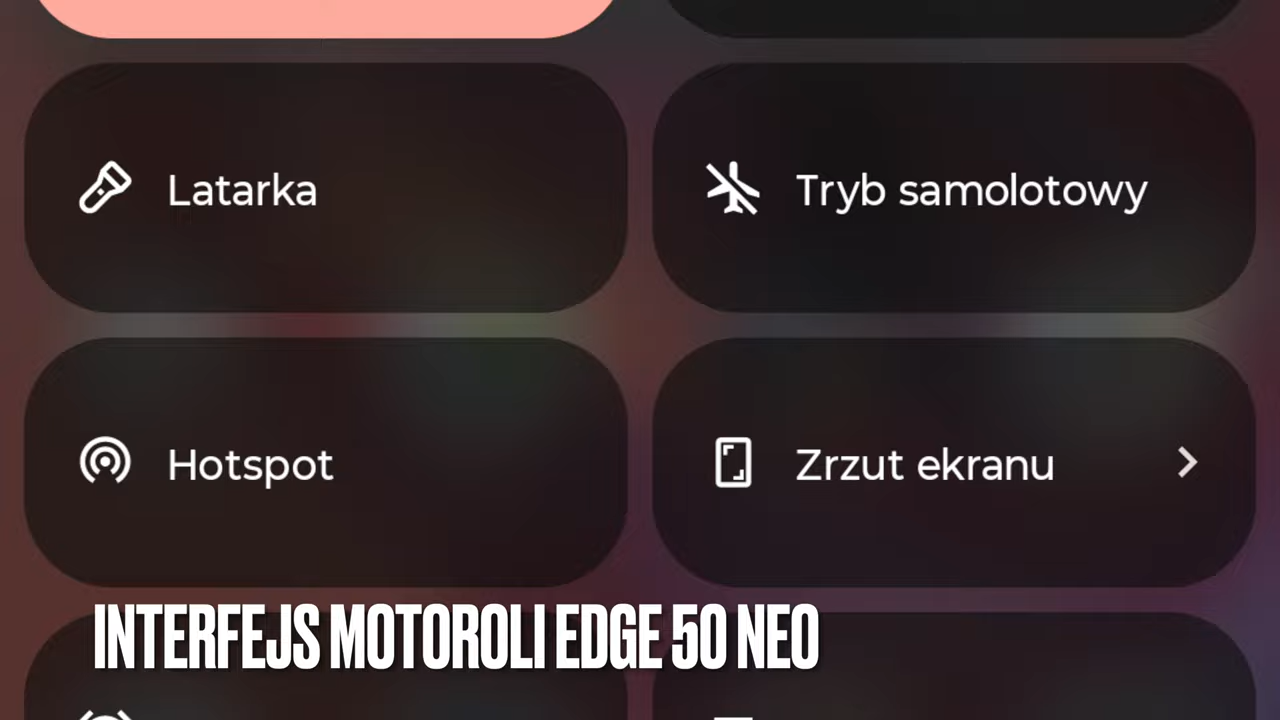 Latarka
Tryb samolotowy
Hotspot
Zrzut ekranu
INTERFEJS MOTOROLI EDGE 50 NEO